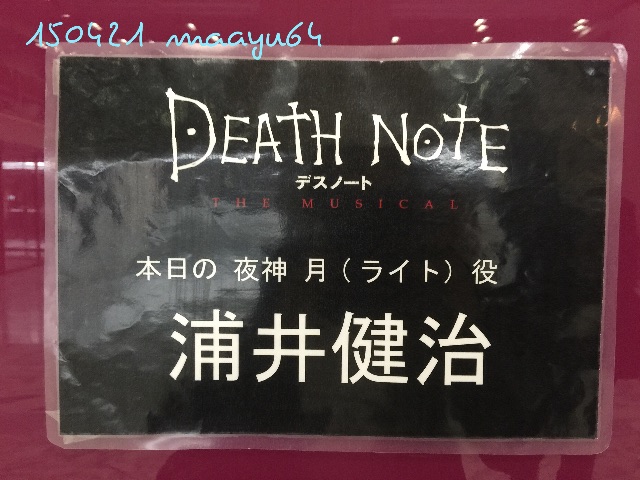 150421 maayu64
DEATH NOTE
デスノート
THE MUSICAL
本日の 夜神 月(ライト)役
浦井健治